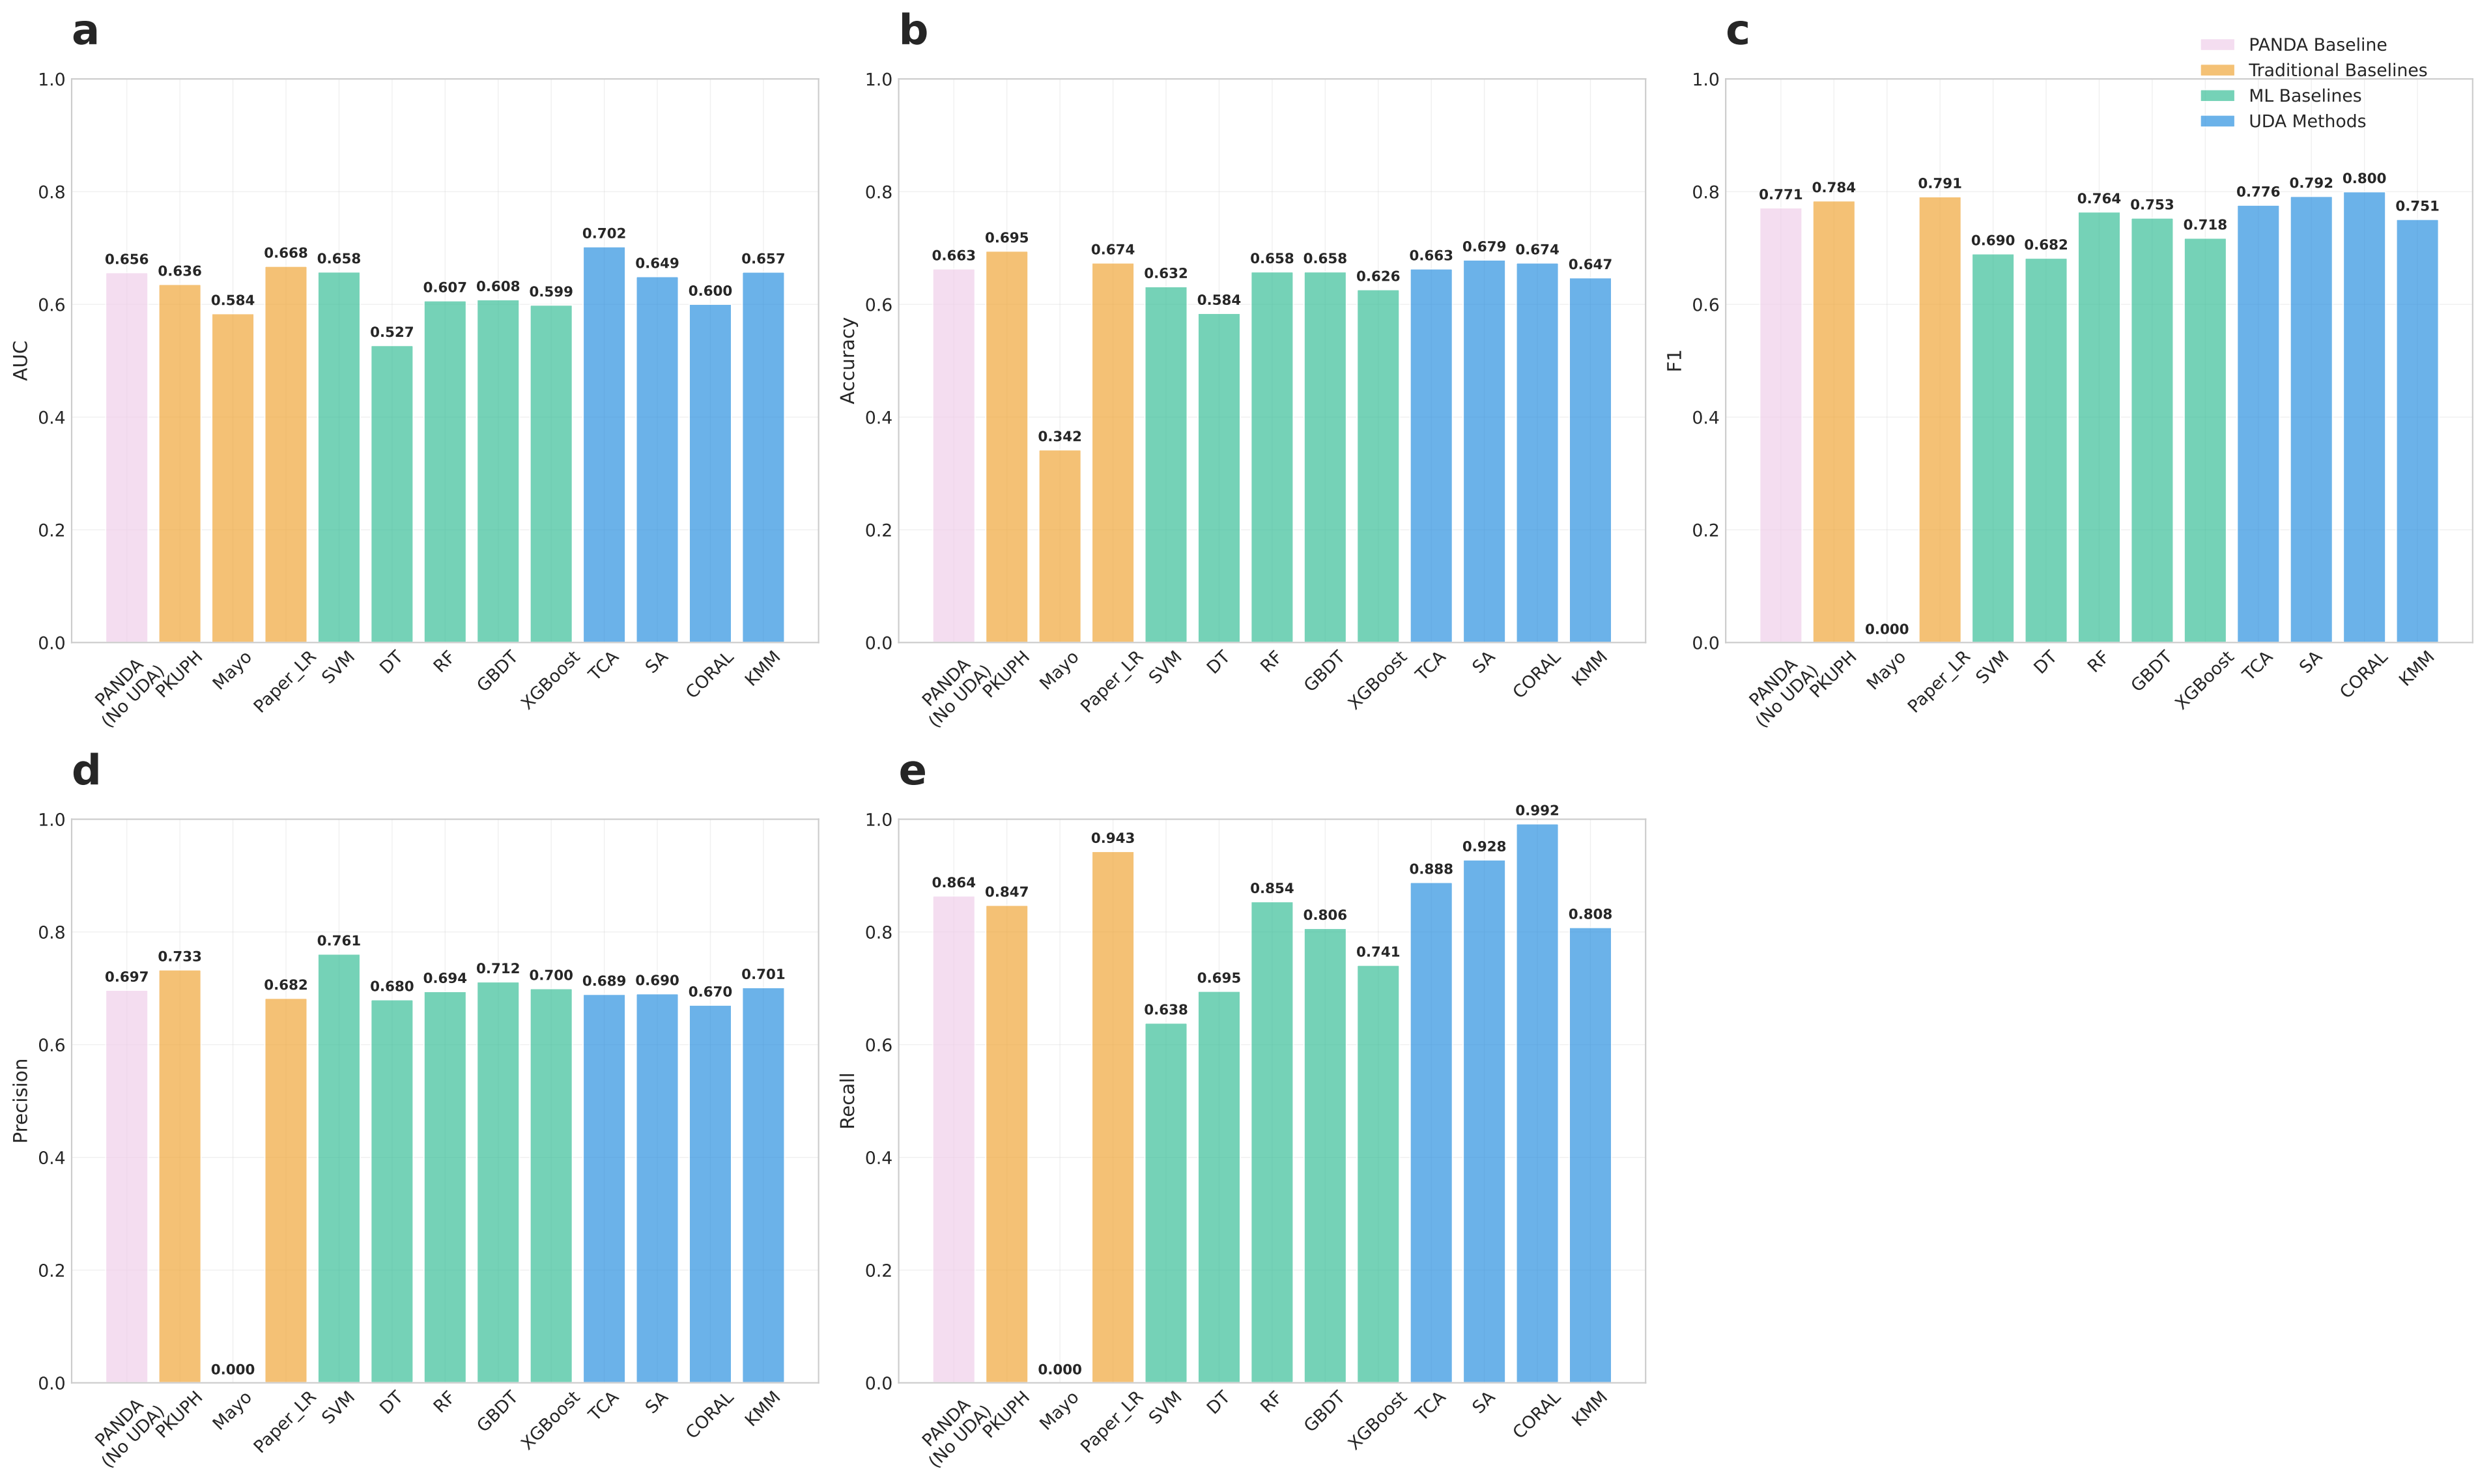 a
1.0
0.8
0.6
0.4
0.2
0.0
AUC
0.656
0.636
0.584
0.668
0.658
0.527
0.607
0.608
0.599
0.702
0.649
0.600
0.657
PANDA
(No UDA)
PKUPH
Mayo
Paper_LR
SVM
DT
RF
GBDT
XGBoost
TCA
SA
CORAL
KMM
b
1.0
0.8
0.6
0.4
0.2
0.0
Accuracy
0.663
0.695
0.342
0.674
0.632
0.584
0.658
0.658
0.626
0.663
0.679
0.674
0.647
PANDA
(No UDA)
PKUPH
Mayo
Paper_LR
SVM
DT
RF
GBDT
XGBoost
TCA
SA
CORAL
KMM
c
PANDA Baseline
Traditional Baselines
ML Baselines
UDA Methods
1.0
0.8
0.6
0.4
0.2
0.0
F1
0.771
0.784
0.000
0.791
0.690
0.682
0.764
0.753
0.718
0.776
0.792
0.800
0.751
PANDA
(No UDA)
PKUPH
Mayo
Paper_LR
SVM
DT
RF
GBDT
XGBoost
TCA
SA
CORAL
KMM
d
1.0
0.8
0.6
0.4
0.2
0.0
Precision
0.697
0.733
0.000
0.682
0.761
0.680
0.694
0.712
0.700
0.689
0.690
0.670
0.701
PANDA
(No UDA)
PKUPH
Mayo
Paper_LR
SVM
DT
RF
GBDT
XGBoost
TCA
SA
CORAL
KMM
e
1.0
0.8
0.6
0.4
0.2
0.0
Recall
0.864
0.847
0.000
0.943
0.638
0.695
0.854
0.806
0.741
0.888
0.928
0.992
0.808
PANDA
(No UDA)
PKUPH
Mayo
Paper_LR
SVM
DT
RF
GBDT
XGBoost
TCA
SA
CORAL
KMM